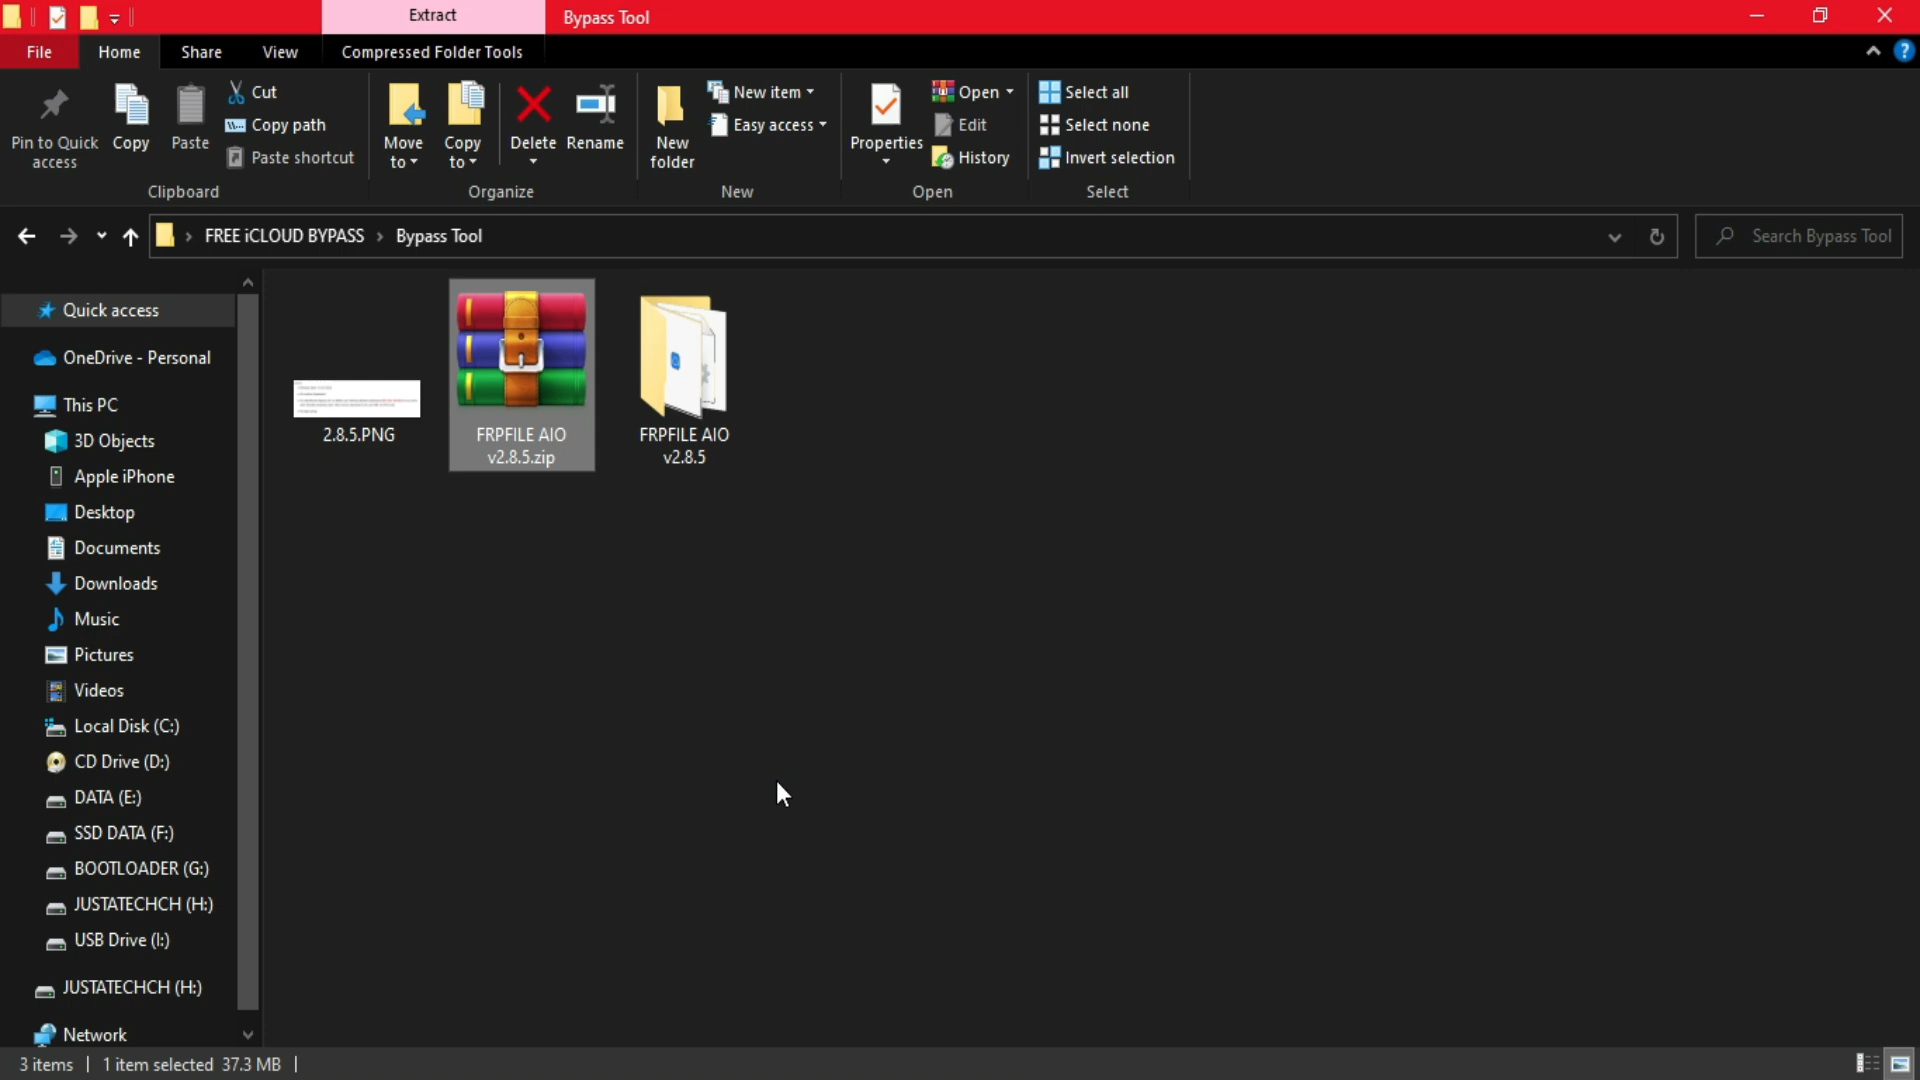 Extract
Bypass Tool
File
Home
Share
View
Compressed Folder Tools
Pin to Quick
access
Copy
Paste
Cut
Copy path
Paste shortcut
Clipboard
Move
to
Copy
to
Delete
Rename
Organize
New
folder
New item
Easy access
New
Properties
Open
Edit
History
Open
Select all
Select none
Invert selection
Select
FREE iCLOUD BYPASS › Bypass Tool
Search Bypass Tool
Quick access
OneDrive - Personal
This PC
3D Objects
Apple iPhone
Desktop
Documents
Downloads
Music
Pictures
Videos
Local Disk (C:)
CD Drive (D:)
DATA (E:)
SSD DATA (F:)
BOOTLOADER (G:)
JUSTATECHCH (H:)
USB Drive (I:)
JUSTATECHCH (H:)
Network
2.8.5.PNG
FRPFILE AIO
v2.8.5.zip
FRPFILE AIO
v2.8.5
3 items
1 item selected 37.3 MB